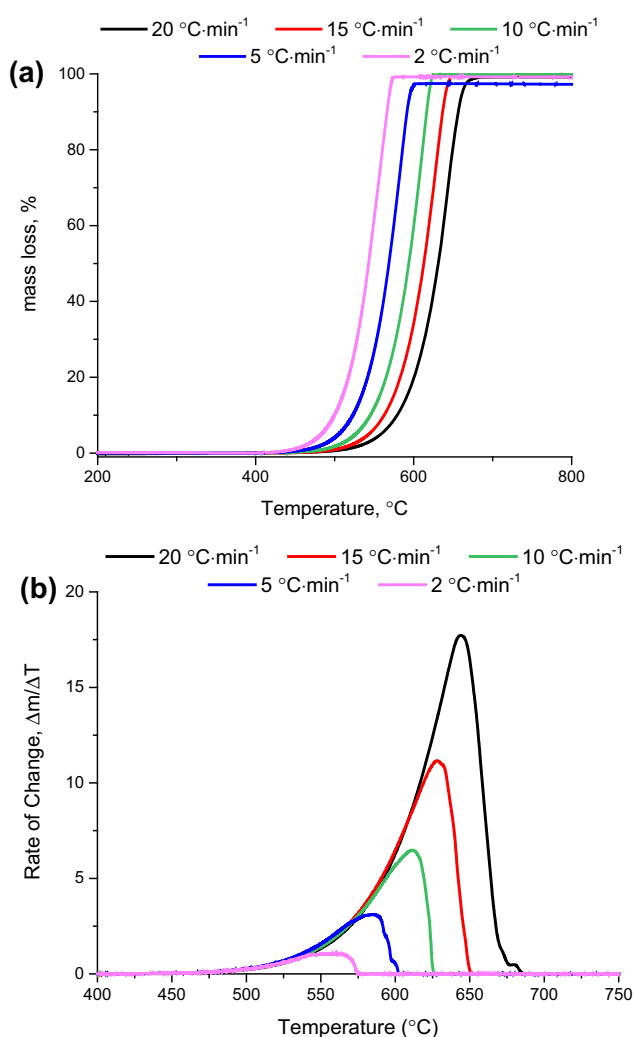 20 °C·min⁻¹ 15 °C·min⁻¹ 10 °C·min⁻¹
5 °C·min⁻¹ 2 °C·min⁻¹
(a)
100
80
60
40
20
0
mass loss, %
200 400 600 800
Temperature, °C
20 °C·min⁻¹ 15 °C·min⁻¹ 10 °C·min⁻¹
5 °C·min⁻¹ 2 °C·min⁻¹
(b)
20
15
10
5
0
Rate of Change, Δm/ΔT
400 450 500 550 600 650 700 750
Temperature (°C)